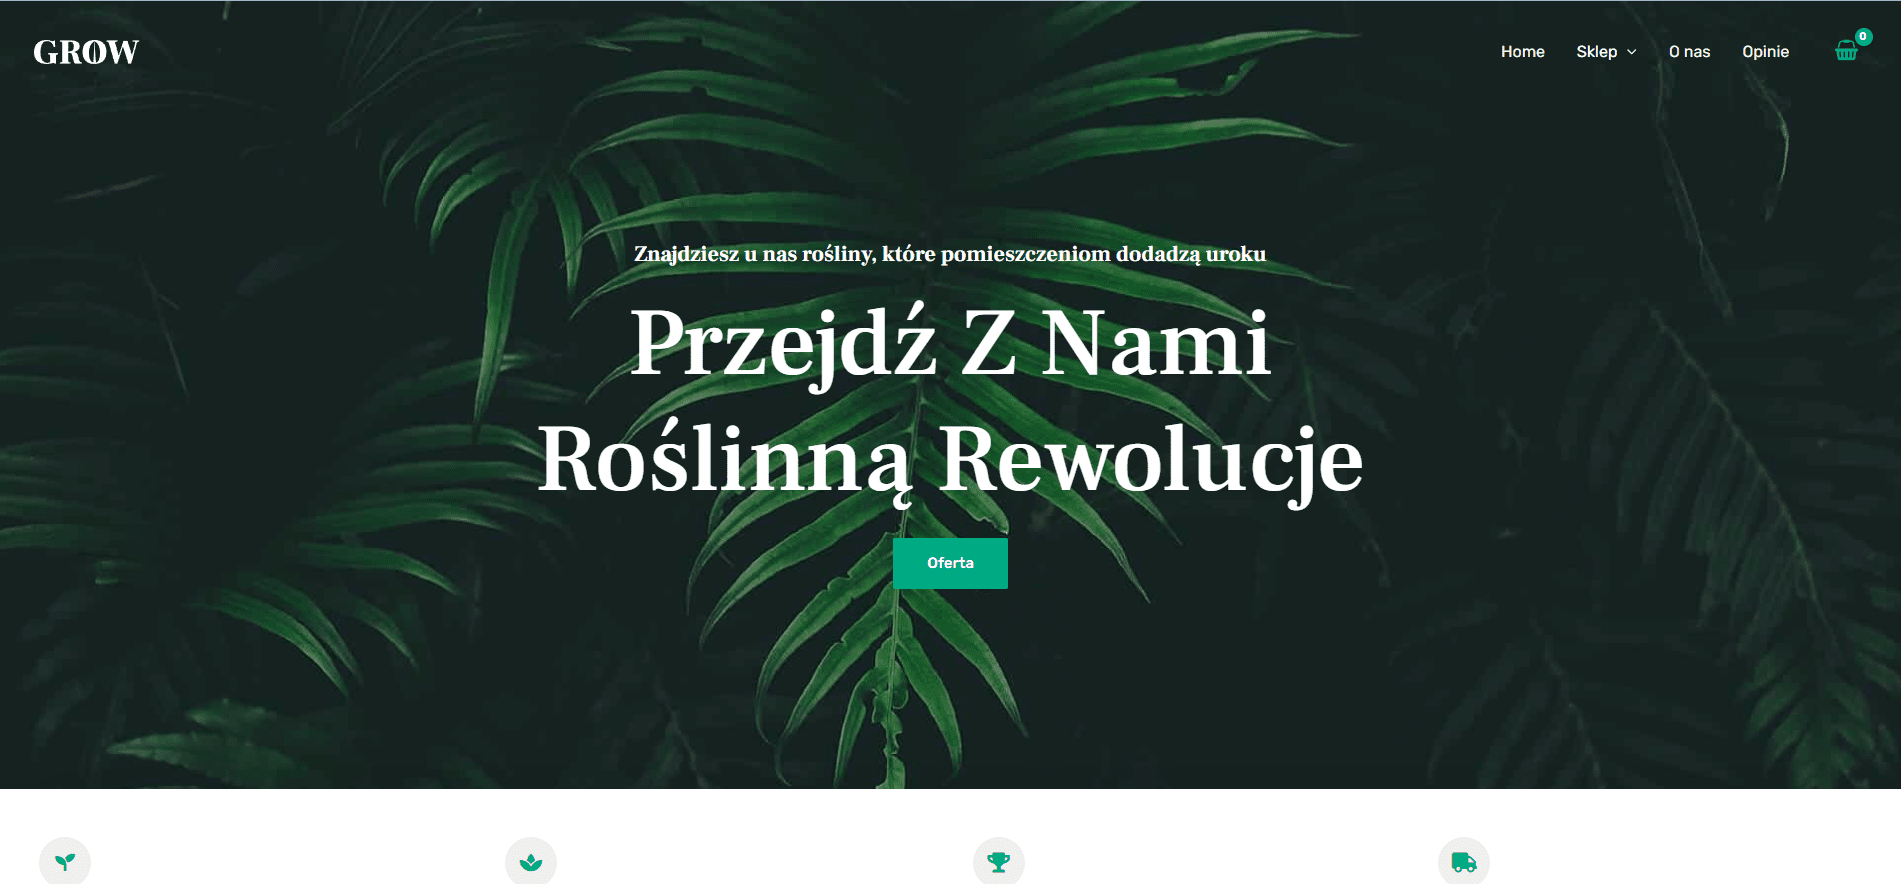 GROW
Home Sklep O nas Opinie 0
Znajdziesz u nas rośliny, które pomieszczeniom dodadzą uroku
Przejdź Z Nami
Roślinną Rewolucje
Oferta